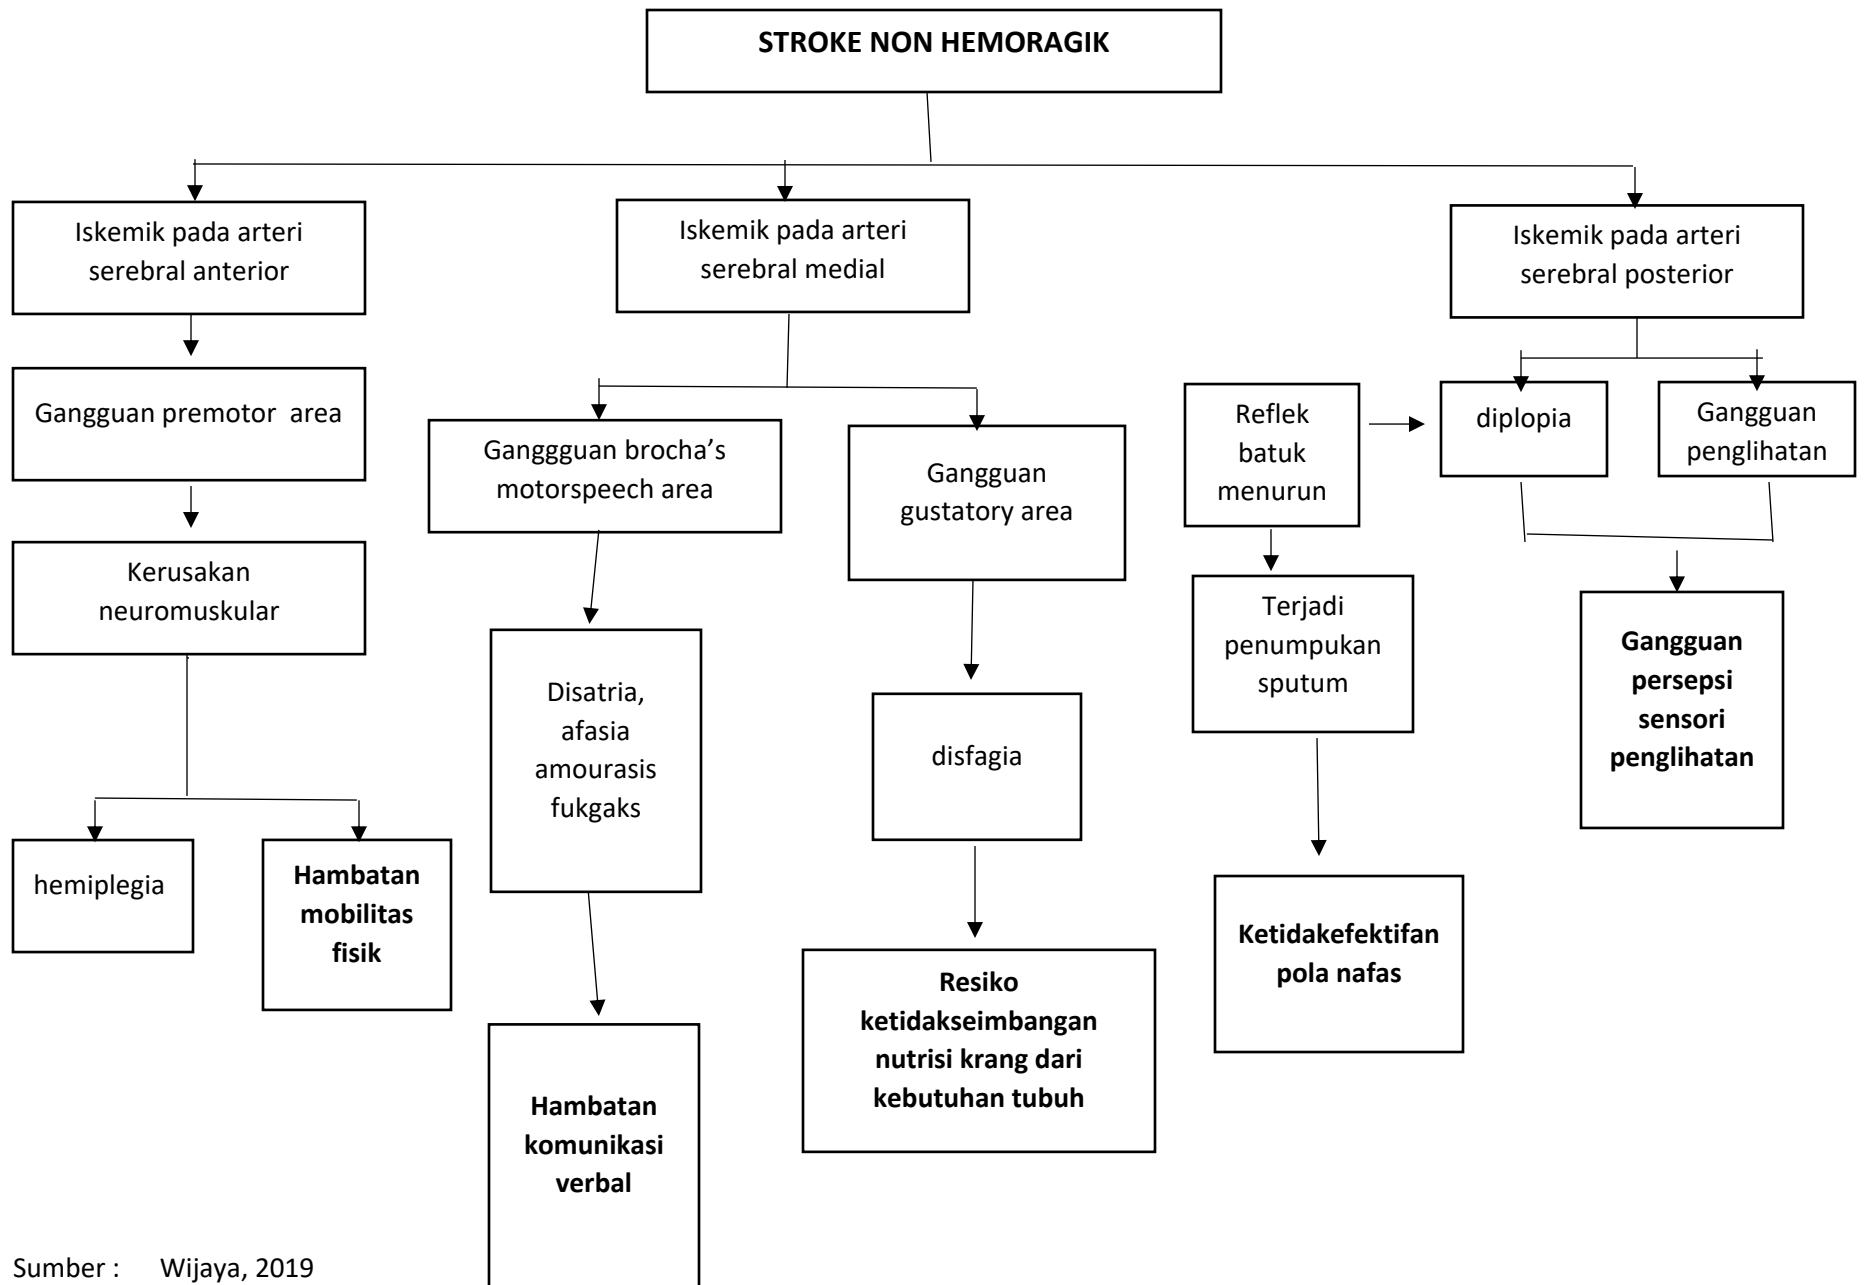 STROKE NON HEMORAGIK
Iskemik pada arteri
serebral anterior
Iskemik pada arteri
serebral medial
Iskemik pada arteri
serebral posterior
Gangguan premotor area
Ganggguan brocha’s
motorspeech area
Gangguan
gustatory area
Reflek
batuk
menurun
diplopia
Gangguan
penglihatan
Kerusakan
neuromuskular
Disatria,
afasia
amourasis
fukgaks
disfagia
Terjadi
penumpukan
sputum
Gangguan
persepsi
sensori
penglihatan
hemiplegia
Hambatan
mobilitas
fisik
Hambatan
komunikasi
verbal
Resiko
ketidakseimbangan
nutrisi krang dari
kebutuhan tubuh
Ketidakefektifan
pola nafas
Sumber : Wijaya, 2019